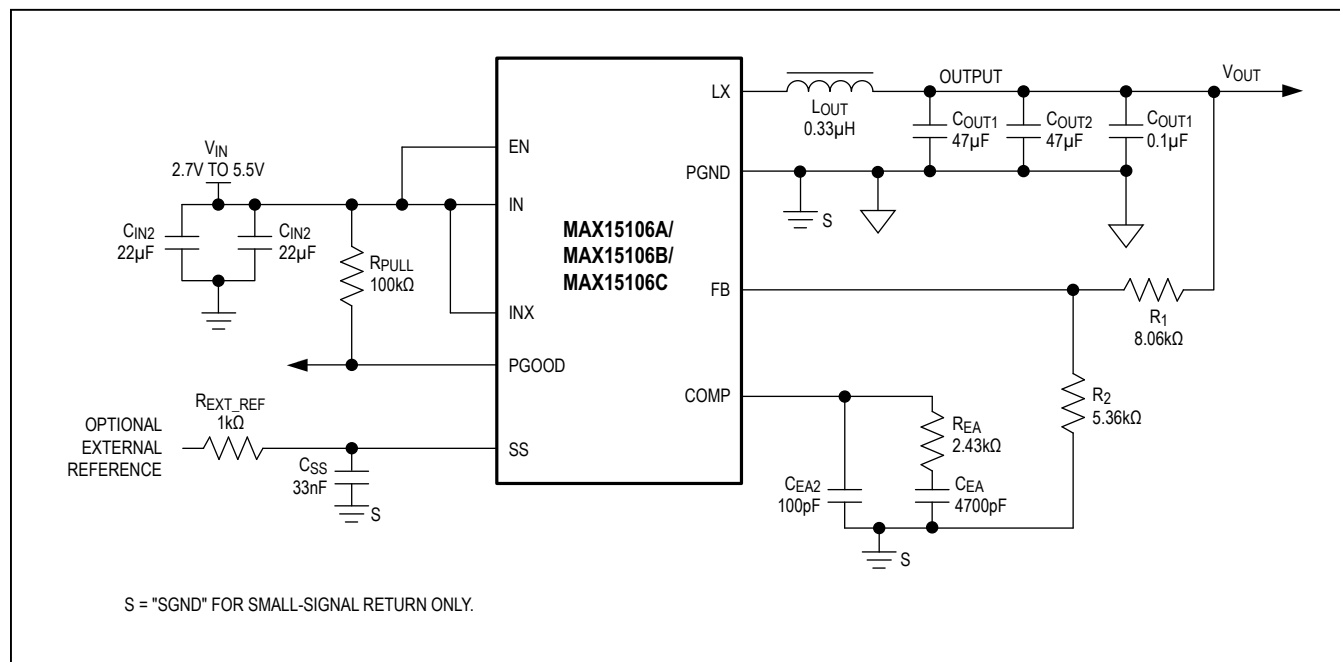 VIN
2.7V TO 5.5V
CIN2
22µF
CIN2
22µF
RPULL
100kΩ
OPTIONAL
EXTERNAL
REFERENCE
REXT_REF
1kΩ
CSS
33nF
S
EN
IN
INX
PGOOD
SS
MAX15106A/
MAX15106B/
MAX15106C
LX
PGND
FB
COMP
LOUT
0.33µH
OUTPUT
VOUT
COUT1
47µF
COUT2
47µF
COUT1
0.1µF
S
R1
8.06kΩ
R2
5.36kΩ
REA
2.43kΩ
CEA2
100pF
CEA
4700pF
S
S = "SGND" FOR SMALL-SIGNAL RETURN ONLY.